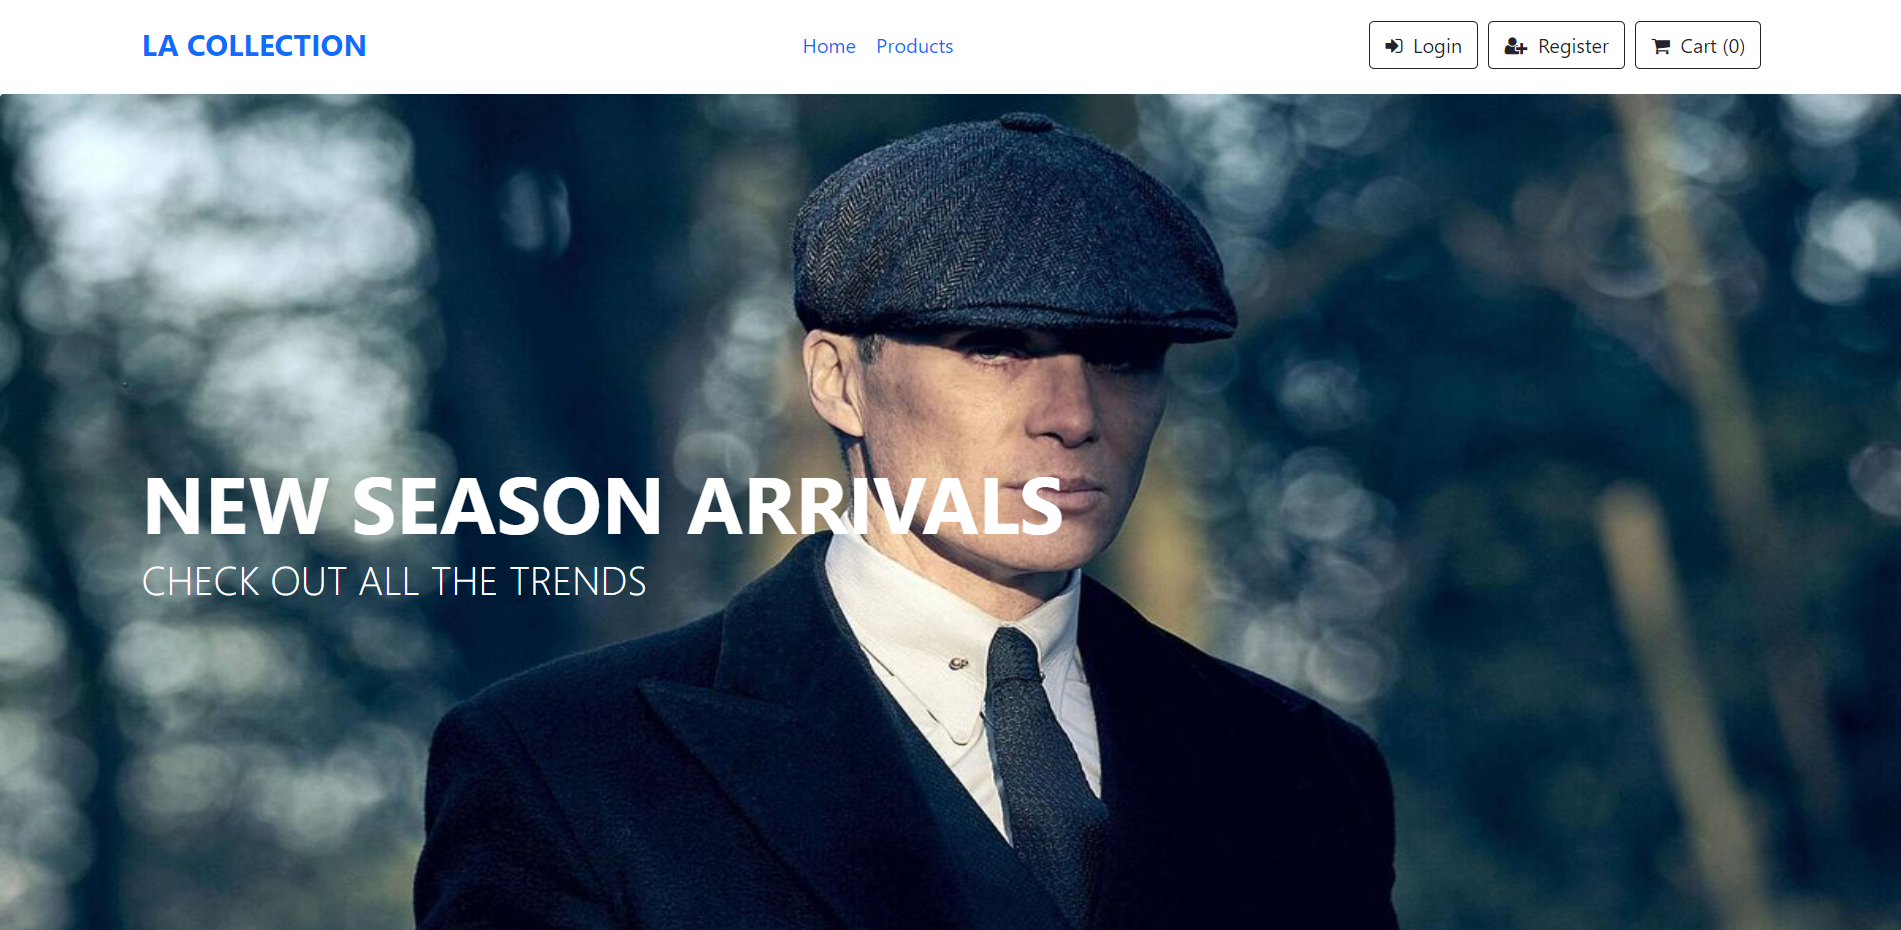 LA COLLECTION
Home Products
Login Register Cart (0)
NEW SEASON ARRIVALS
CHECK OUT ALL THE TRENDS